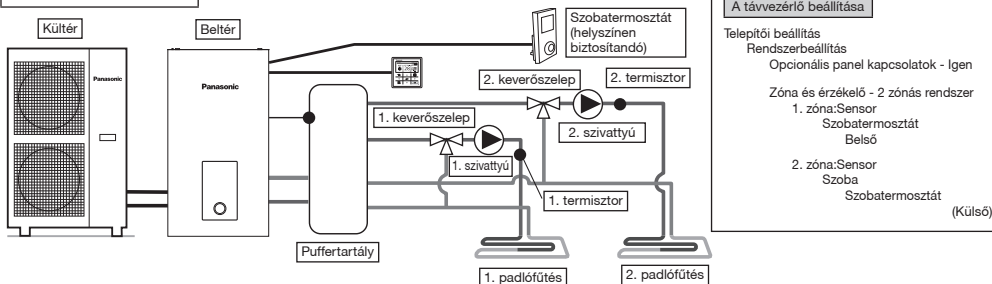 Kültér
Beltér
Panasonic
Panasonic
Szobatermosztát
(helyszínen
biztosítandó)
2. keverőszelep
2. termisztor
1. keverőszelep
2. szivattyú
1. szivattyú
1. termisztor
Puffertartály
1. padlófűtés
2. padlófűtés
A távvezérlő beállítása
Telepítői beállítás
Rendszerbeállítás
Opcionális panel kapcsolatok - Igen
Zóna és érzékelő - 2 zónás rendszer
1. zóna:Sensor
Szobatermosztát
Belső
2. zóna:Sensor
Szoba
Szobatermosztát
(Külső)